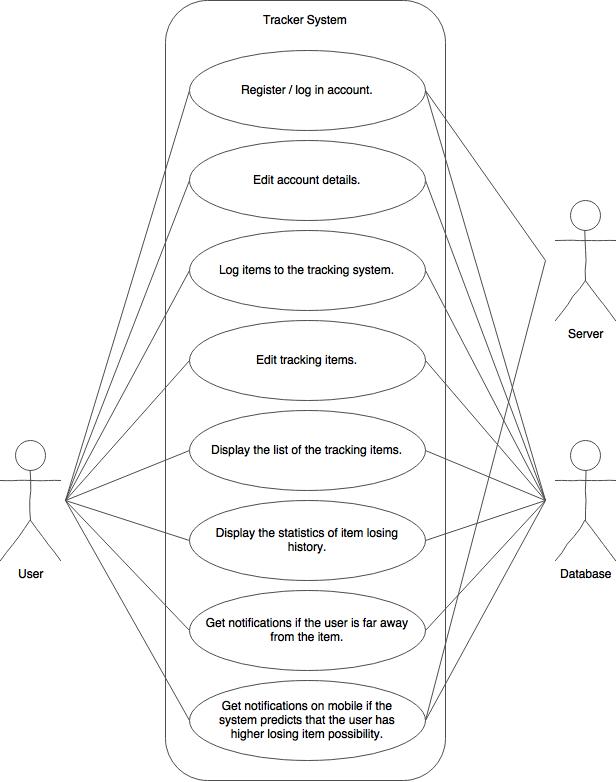 Tracker System
Register / log in account.
Edit account details.
Log items to the tracking system.
Server
Edit tracking items.
Display the list of the tracking items.
Display the statistics of item losing
history.
User
Database
Get notifications if the user is far away
from the item.
Get notifications on mobile if the
system predicts that the user has
higher losing item possibility.